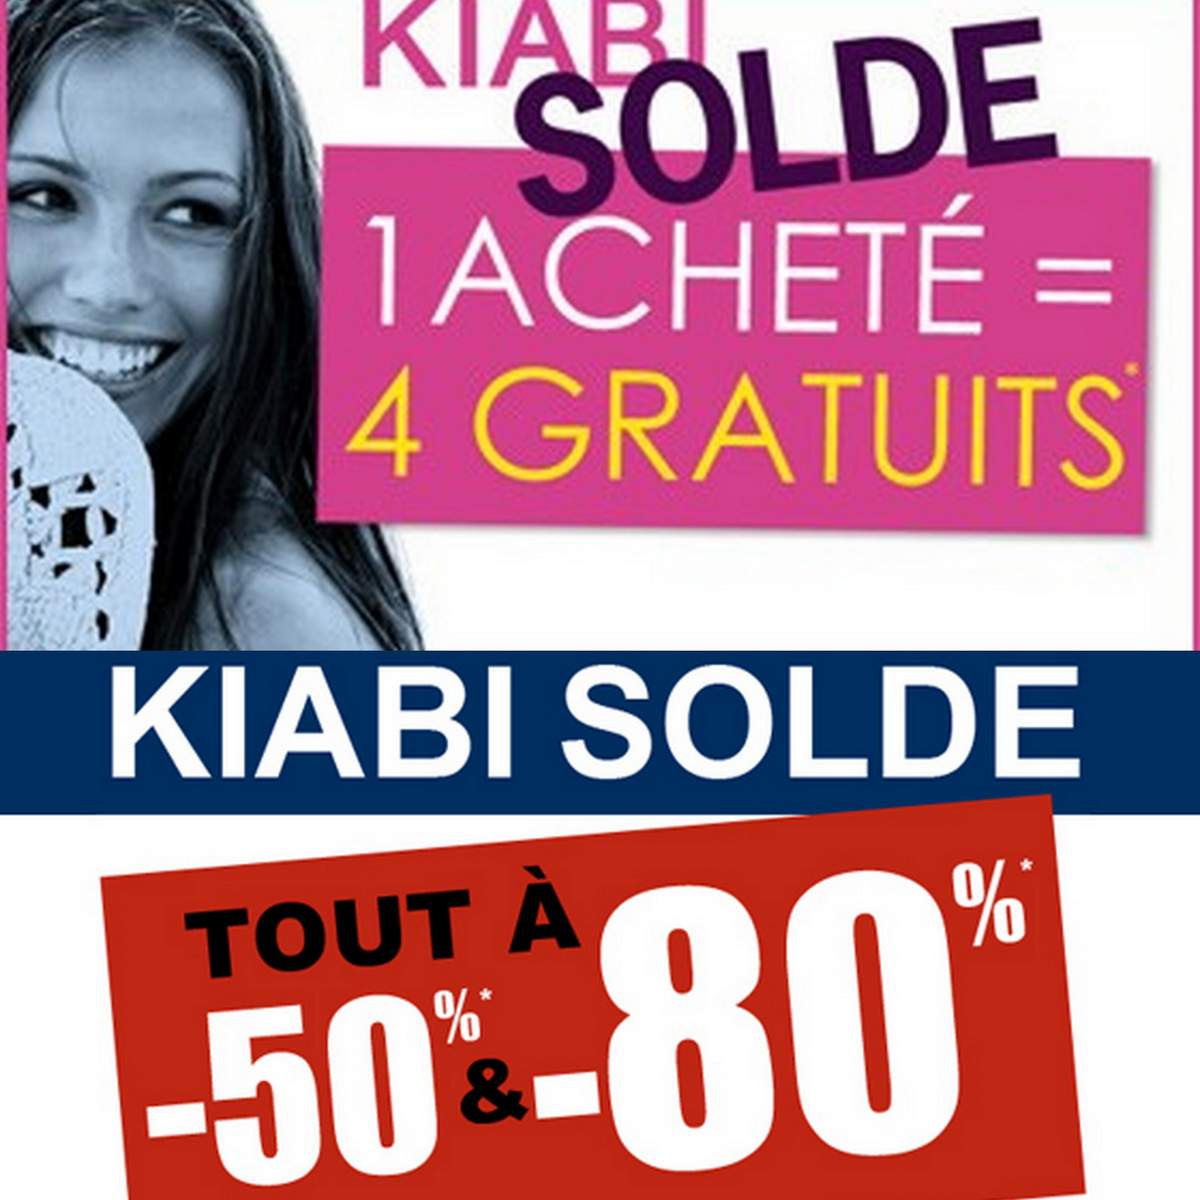 KIABI
SOLDE
1 ACHETÉ =
4 GRATUITS*
KIABI SOLDE
TOUT À
-50%* & -80%*